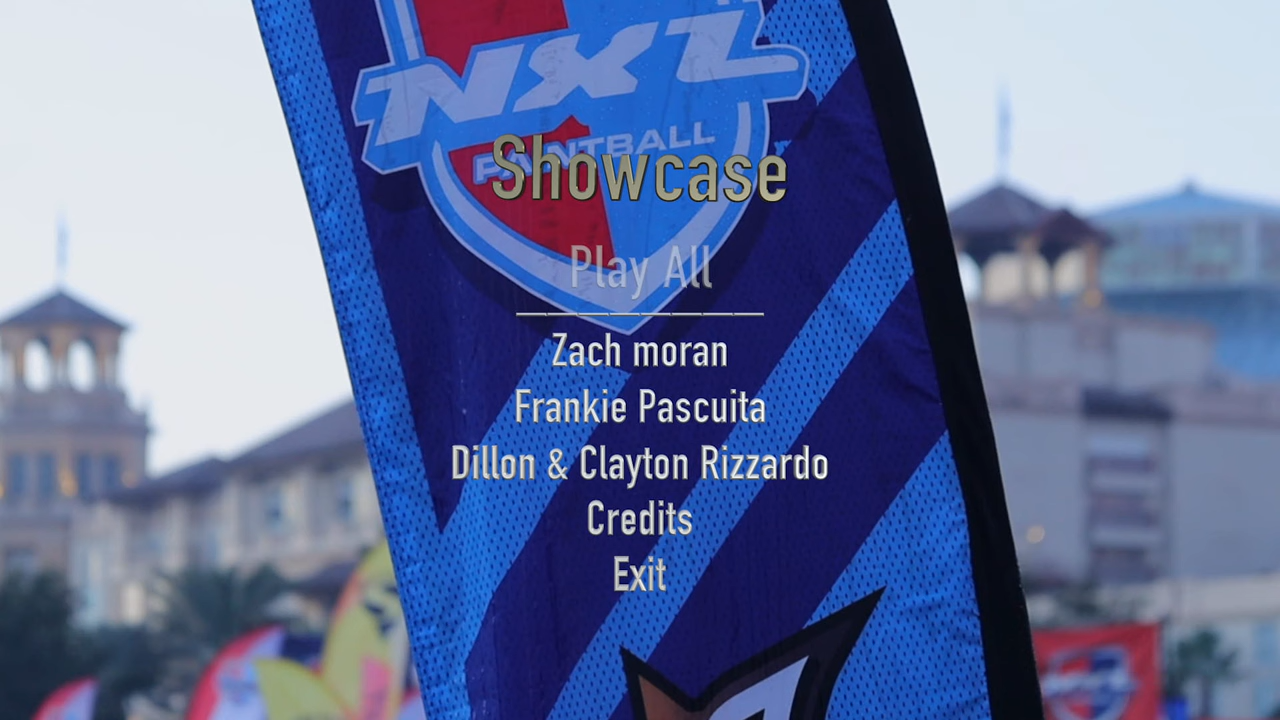 NXL
PAINTBALL
Showcase
Play All
Zach moran
Frankie Pascuita
Dillon & Clayton Rizzardo
Credits
Exit